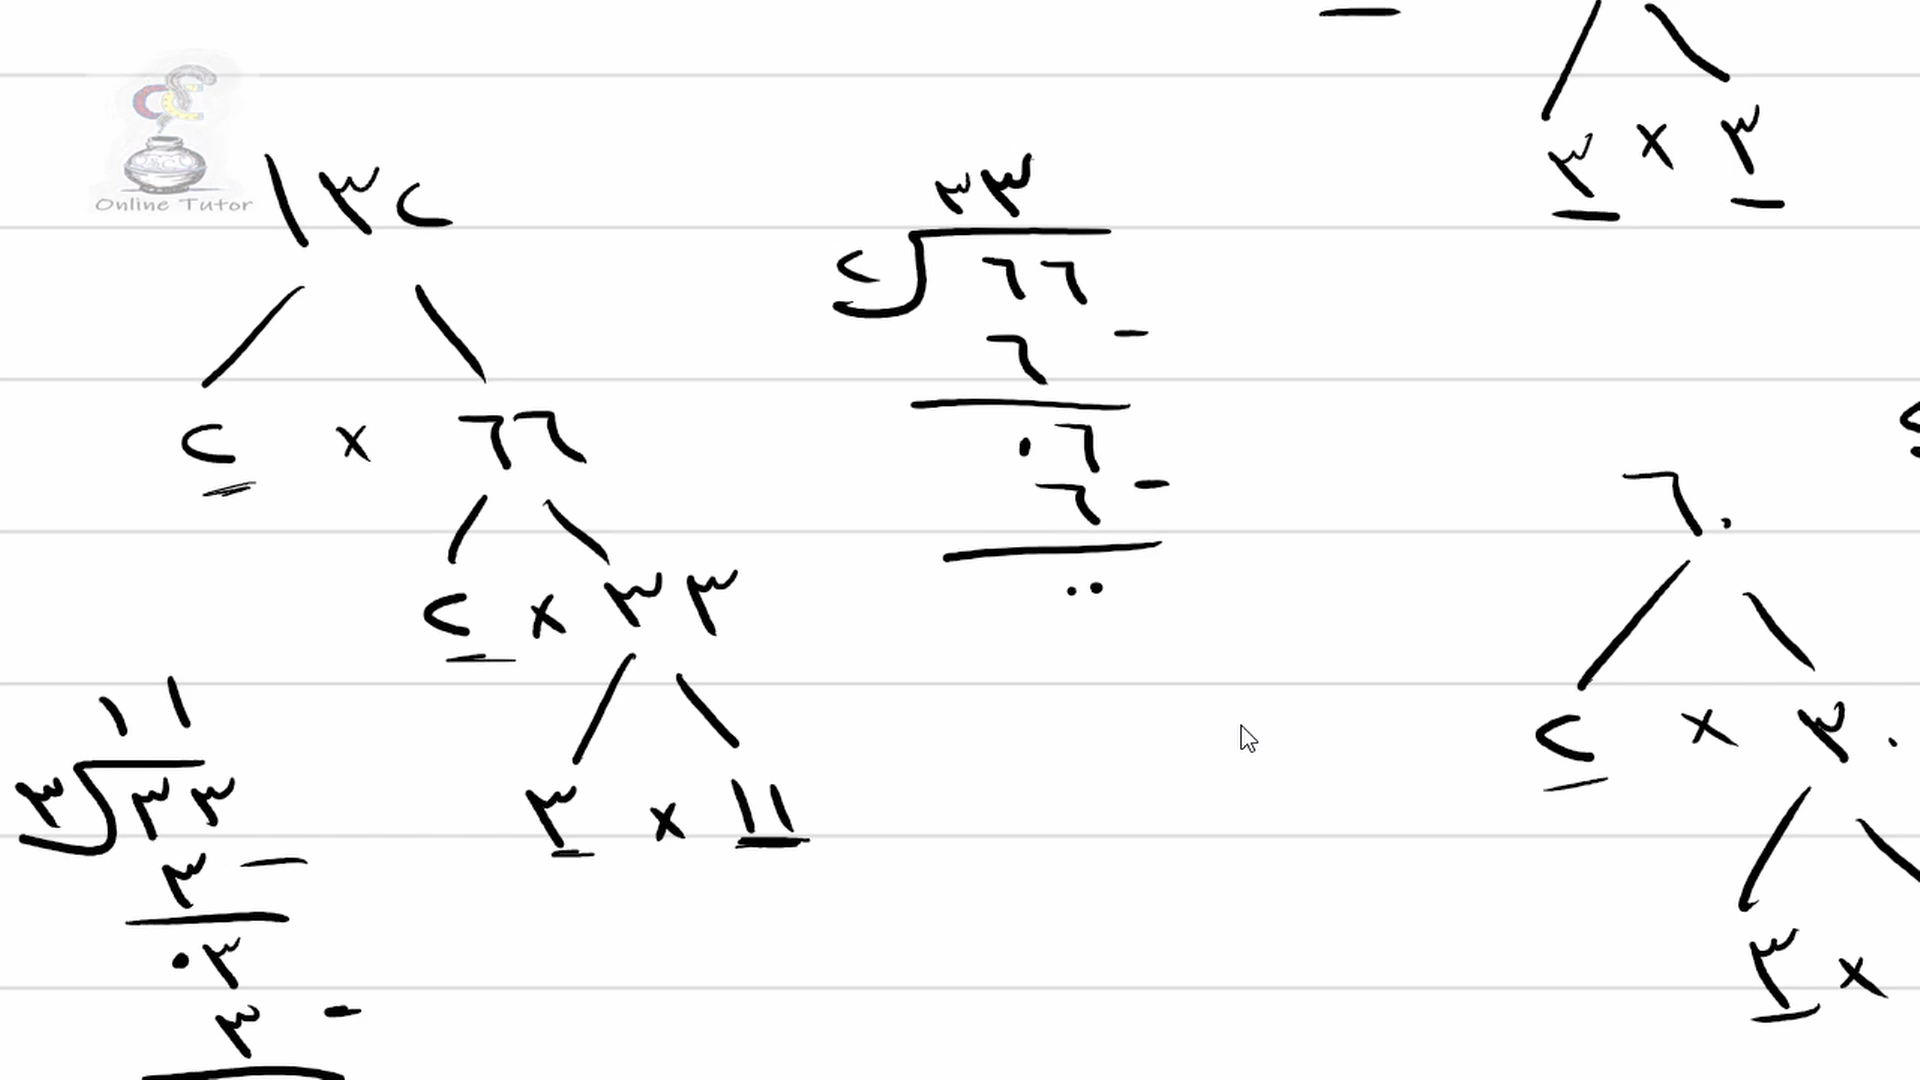 Online Tutor
١٣٢
٢ × ٦٦
٢ × ٣٣
٣ × ١١
٣٣
٢ ٦٦
٦ -
٠٦
٦ -
٠٠
١١
٣ ٣٣
٣ -
٠٣
٣ -
٣ × ٣
٦٠
٢ × ٣٠
٣ ×